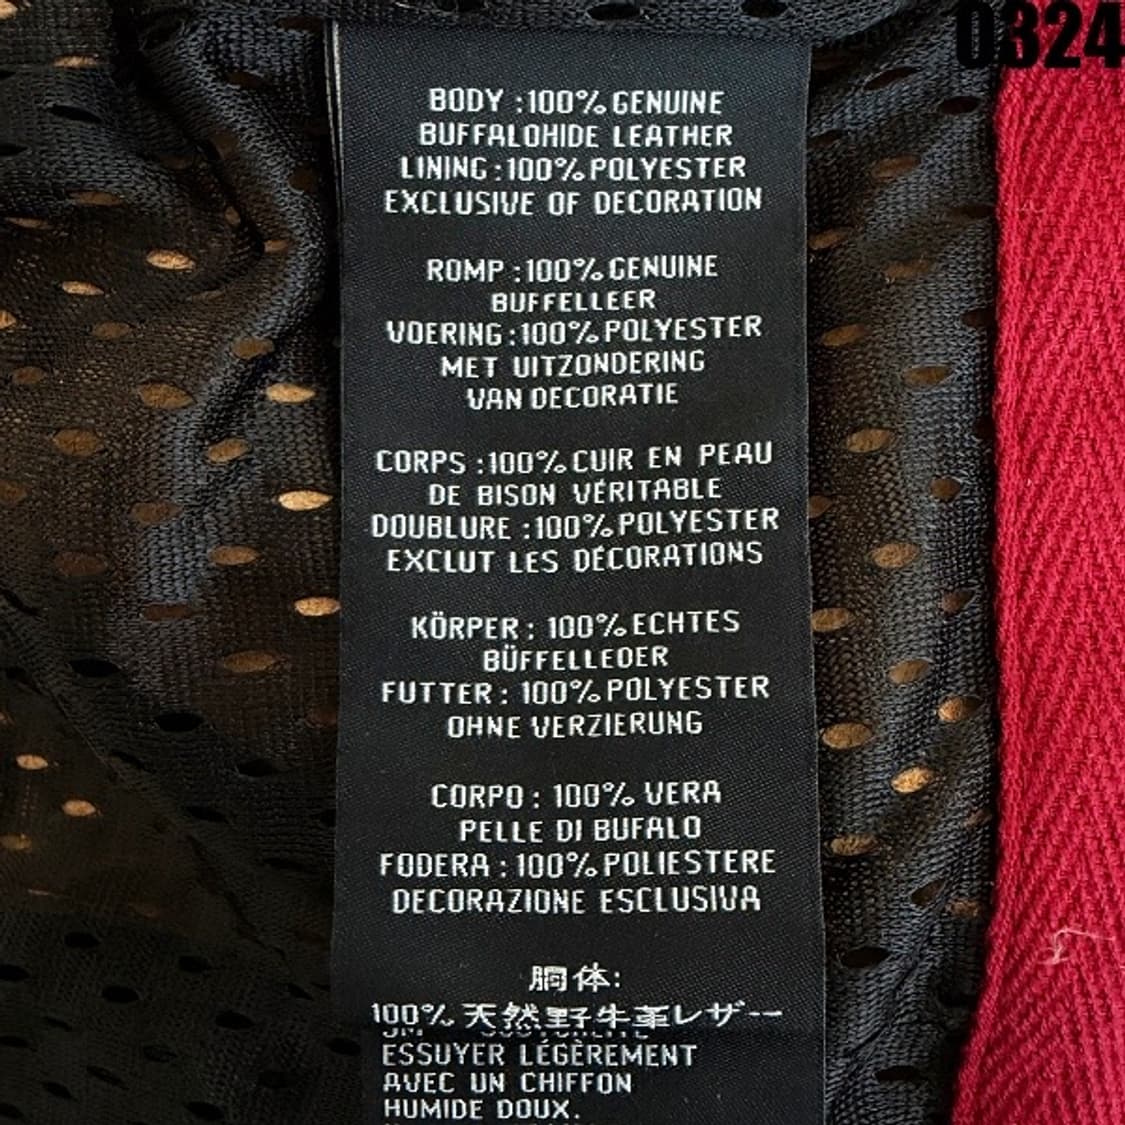 0324
BODY :100% GENUINE
BUFFALOHIDE LEATHER
LINING :100% POLYESTER
EXCLUSIVE OF DECORATION
ROMP :100% GENUINE
BUFFELLEER
VOERING :100% POLYESTER
MET UITZONDERING
VAN DECORATIE
CORPS :100% CUIR EN PEAU
DE BISON VÉRITABLE
DOUBLURE :100% POLYESTER
EXCLUT LES DÉCORATIONS
KÖRPER : 100% ECHTES
BÜFFELLEDER
FUTTER : 100% POLYESTER
OHNE VERZIERUNG
CORPO : 100% VERA
PELLE DI BUFALO
FODERA : 100% POLIESTERE
DECORAZIONE ESCLUSIVA
胴体:
100% 天然野牛革レザー
ESSUYER LÉGÈREMENT
AVEC UN CHIFFON
HUMIDE DOUX.